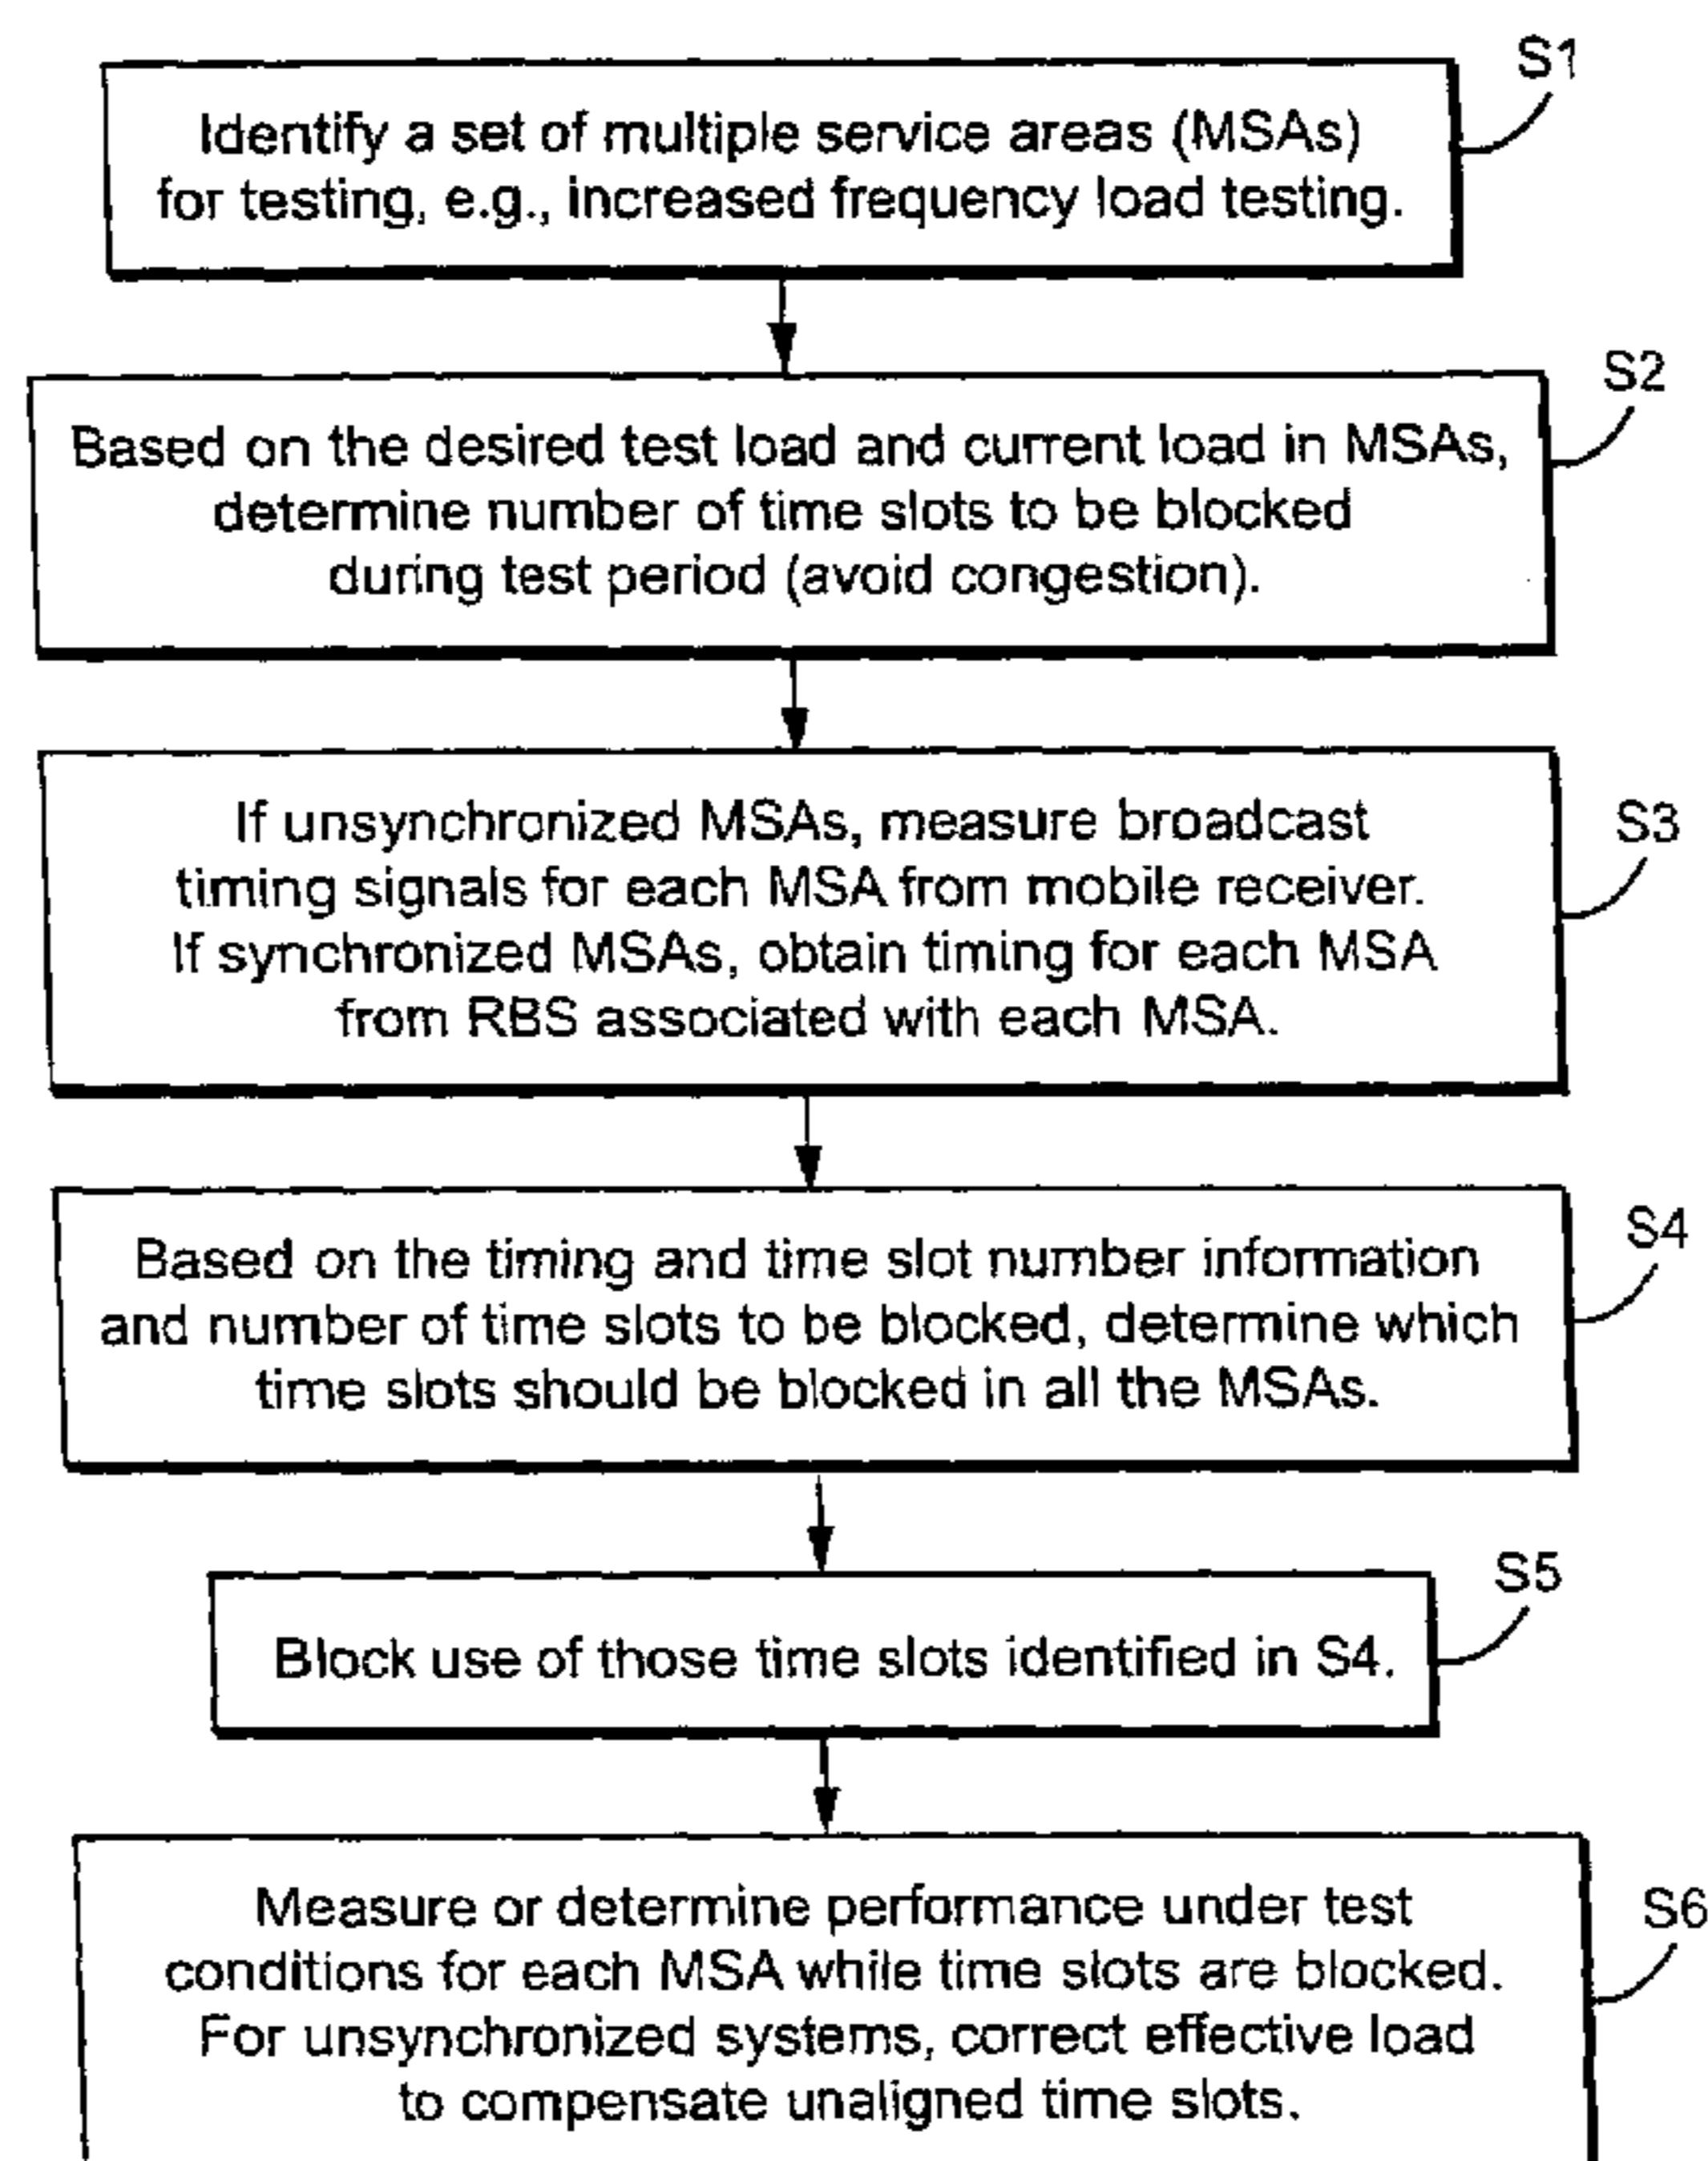 S1
Identify a set of multiple service areas (MSAs)
for testing, e.g., increased frequency load testing.
S2
Based on the desired test load and current load in MSAs,
determine number of time slots to be blocked
during test period (avoid congestion).
S3
If unsynchronized MSAs, measure broadcast
timing signals for each MSA from mobile receiver.
If synchronized MSAs, obtain timing for each MSA
from RBS associated with each MSA.
S4
Based on the timing and time slot number information
and number of time slots to be blocked, determine which
time slots should be blocked in all the MSAs.
S5
Block use of those time slots identified in S4.
S6
Measure or determine performance under test
conditions for each MSA while time slots are blocked.
For unsynchronized systems, correct effective load
to compensate unaligned time slots.